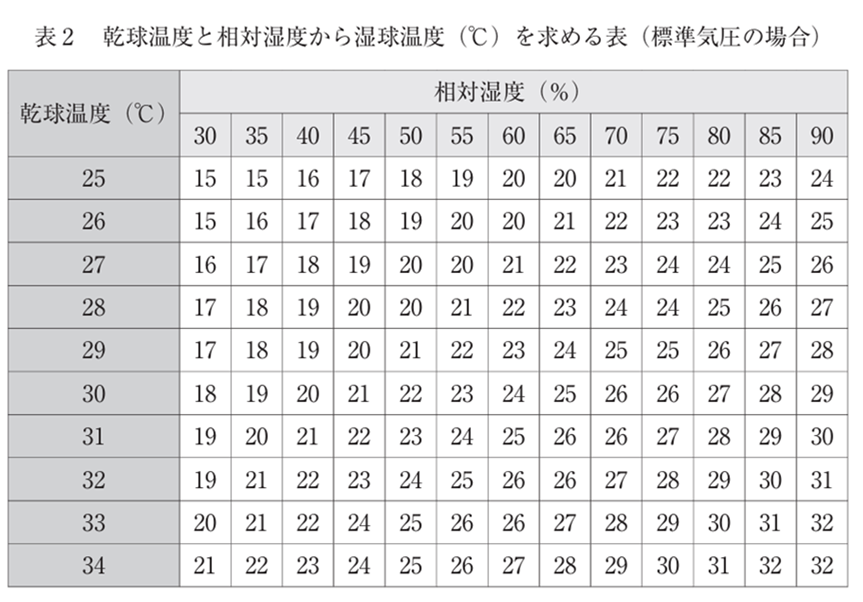 表2 乾球温度と相対湿度から湿球温度（℃）を求める表（標準気圧の場合）
乾球温度（℃） 相対湿度（%）
30 35 40 45 50 55 60 65 70 75 80 85 90
25 15 15 16 17 18 19 20 20 21 22 22 23 24
26 15 16 17 18 19 20 20 21 22 23 23 24 25
27 16 17 18 19 20 20 21 22 23 24 24 25 26
28 17 18 19 20 20 21 22 23 24 24 25 26 27
29 17 18 19 20 21 22 23 24 25 25 26 27 28
30 18 19 20 21 22 23 24 25 26 26 27 28 29
31 19 20 21 22 23 24 25 26 26 27 28 29 30
32 19 21 22 23 24 25 26 26 27 28 29 30 31
33 20 21 22 24 25 26 26 27 28 29 30 31 32
34 21 22 23 24 25 26 27 28 29 30 31 32 32